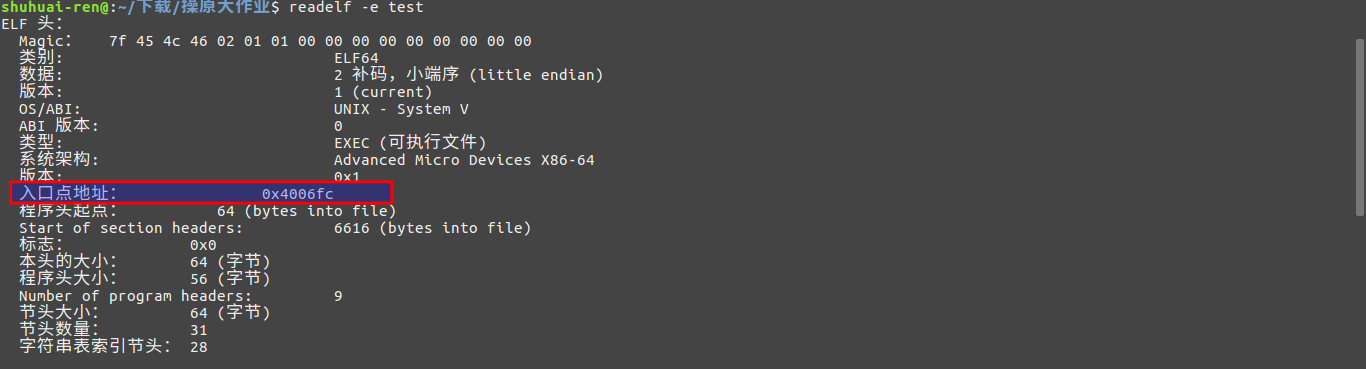 shuhuai-ren@:~/下载/操原大作业$ readelf -e test
ELF 头：
Magic： 7f 45 4c 46 02 01 01 00 00 00 00 00 00 00 00 00
类别: ELF64
数据: 2 补码，小端序 (little endian)
版本: 1 (current)
OS/ABI: UNIX - System V
ABI 版本: 0
类型: EXEC (可执行文件)
系统架构: Advanced Micro Devices X86-64
版本: 0x1
入口点地址： 0x4006fc
程序头起点： 64 (bytes into file)
Start of section headers: 6616 (bytes into file)
标志： 0x0
本头的大小： 64 (字节)
程序头大小： 56 (字节)
Number of program headers: 9
节头大小： 64 (字节)
节头数量： 31
字符串表索引节头： 28